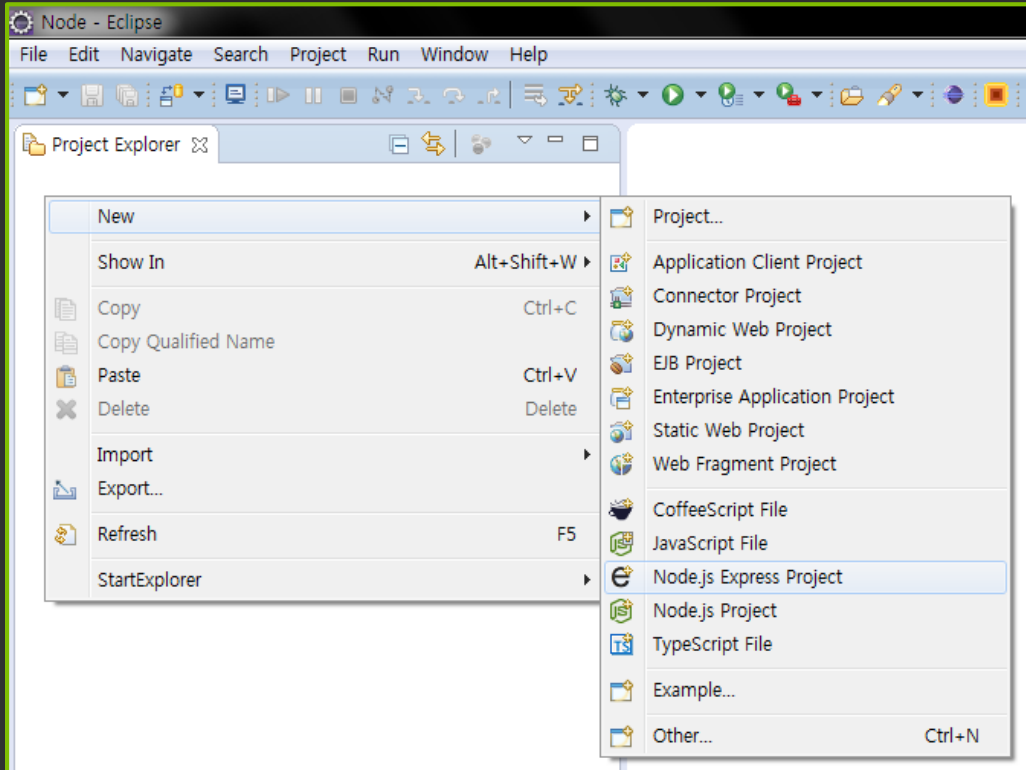 Node - Eclipse
File Edit Navigate Search Project Run Window Help
Project Explorer
New
Show In Alt+Shift+W
Copy Ctrl+C
Copy Qualified Name
Paste Ctrl+V
Delete Delete
Import
Export...
Refresh F5
StartExplorer
Project...
Application Client Project
Connector Project
Dynamic Web Project
EJB Project
Enterprise Application Project
Static Web Project
Web Fragment Project
CoffeeScript File
JavaScript File
Node.js Express Project
Node.js Project
TypeScript File
Example...
Other... Ctrl+N